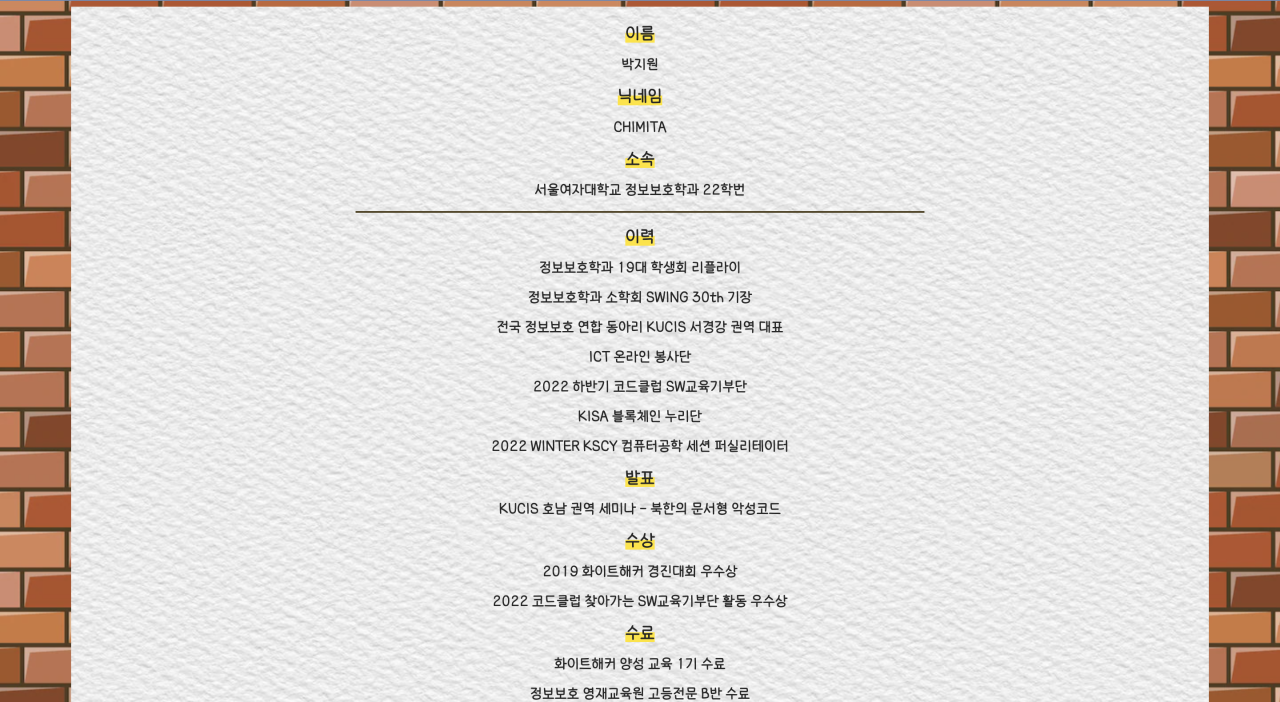 이름
박지원
닉네임
CHIMITA
소속
서울여자대학교 정보보호학과 22학번
이력
정보보호학과 19대 학생회 리플라이
정보보호학과 소학회 SWING 30th 기장
전국 정보보호 연합 동아리 KUCIS 서경강 권역 대표
ICT 온라인 봉사단
2022 하반기 코드클럽 SW교육기부단
KISA 블록체인 누리단
2022 WINTER KSCY 컴퓨터공학 세션 퍼실리테이터
발표
KUCIS 호남 권역 세미나 - 북한의 문서형 악성코드
수상
2019 화이트해커 경진대회 우수상
2022 코드클럽 찾아가는 SW교육기부단 활동 우수상
수료
화이트해커 양성 교육 1기 수료
정보보호 영재교육원 고등전문 B반 수료